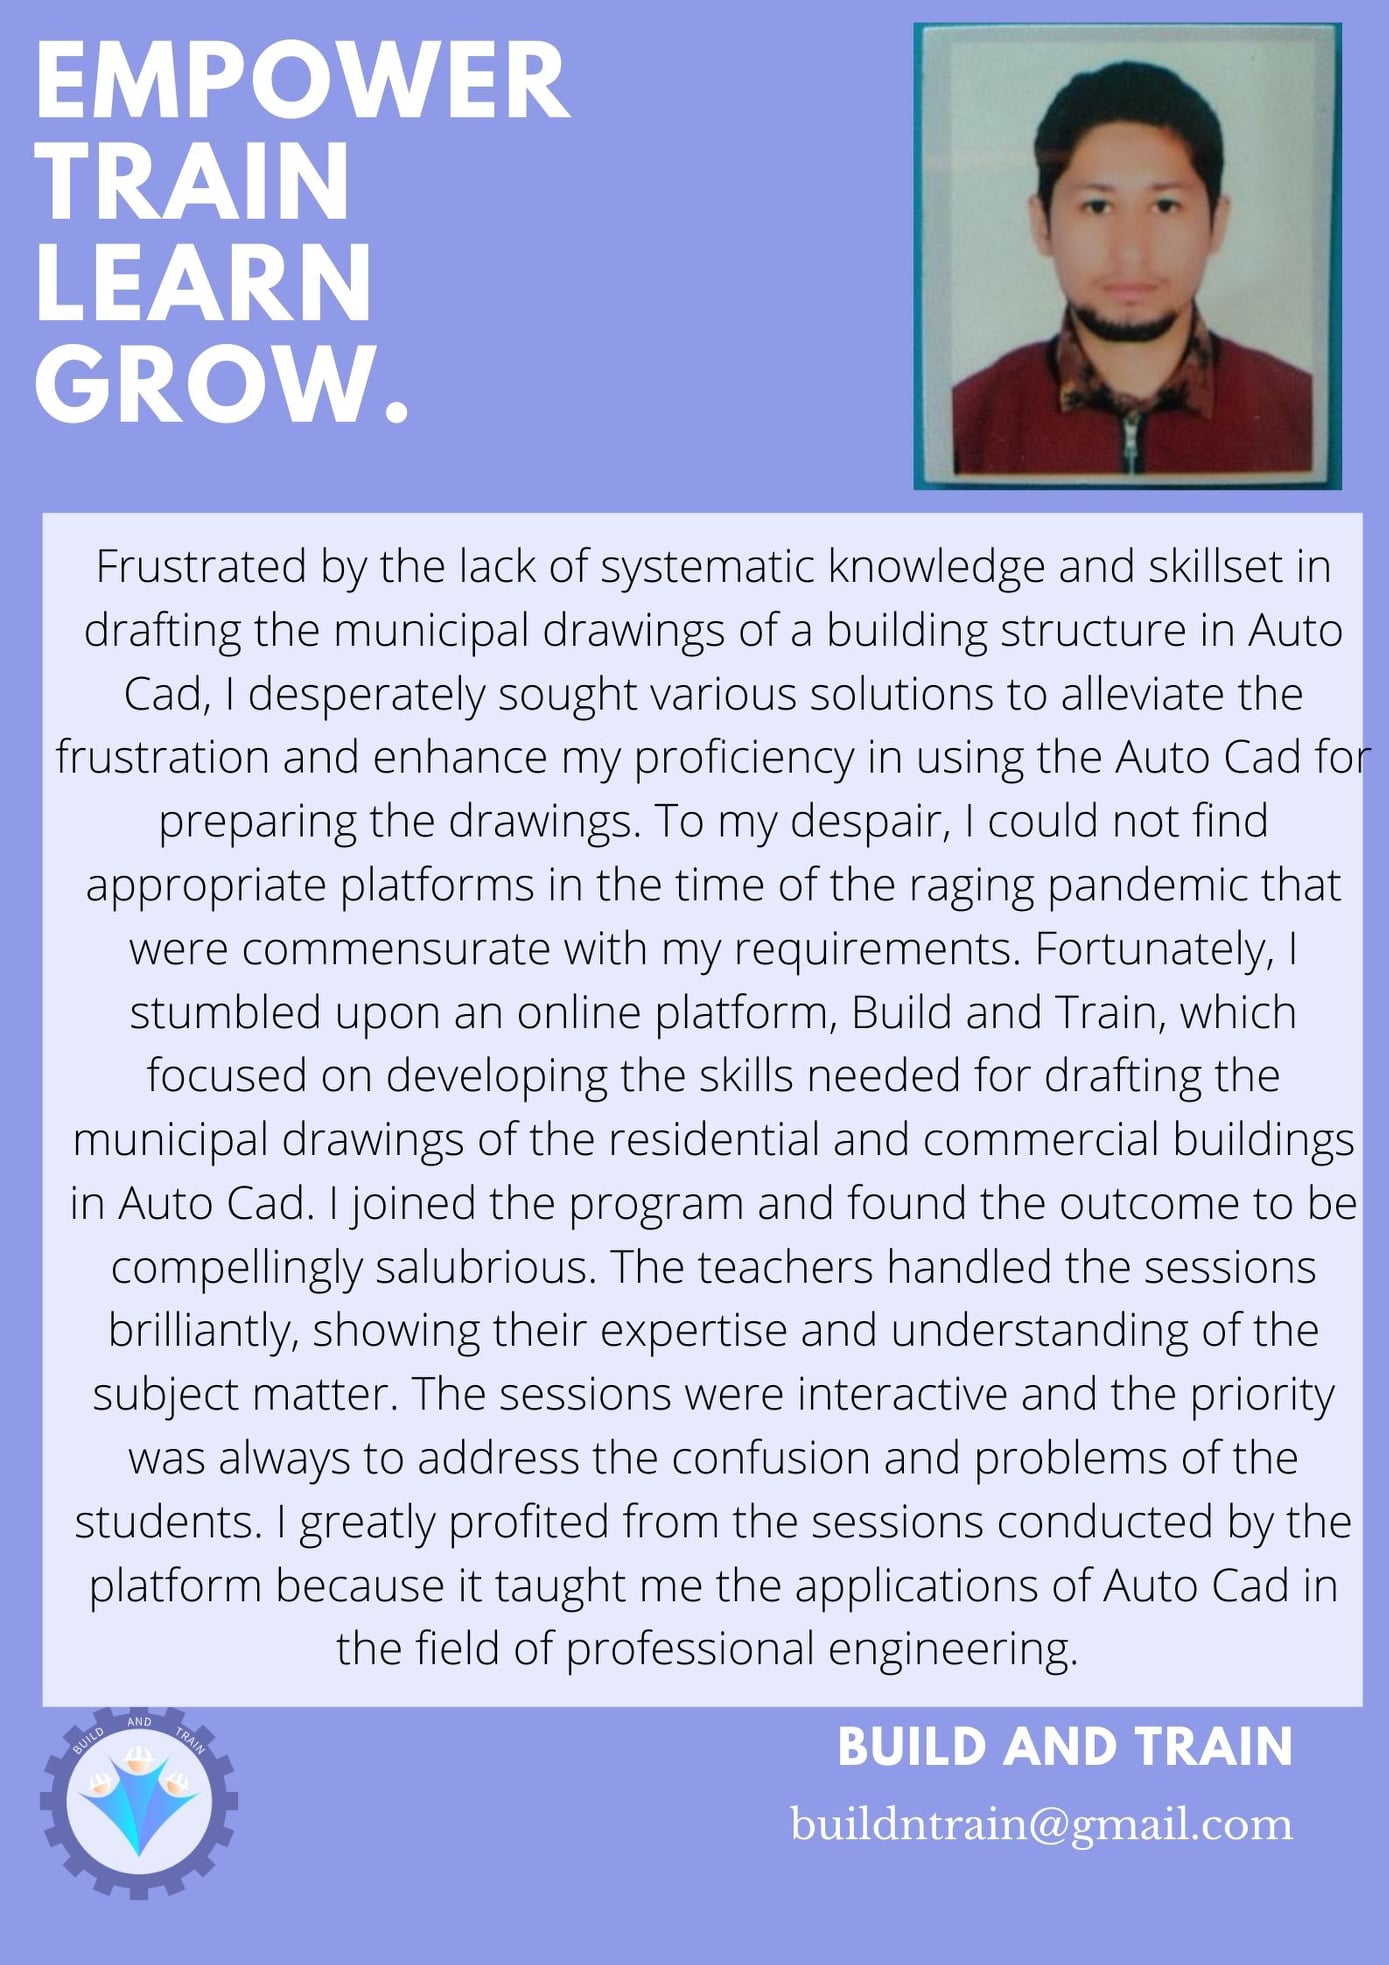 EMPOWER
TRAIN
LEARN
GROW.
Frustrated by the lack of systematic knowledge and skillset in
drafting the municipal drawings of a building structure in Auto
Cad, I desperately sought various solutions to alleviate the
frustration and enhance my proficiency in using the Auto Cad for
preparing the drawings. To my despair, I could not find
appropriate platforms in the time of the raging pandemic that
were commensurate with my requirements. Fortunately, I
stumbled upon an online platform, Build and Train, which
focused on developing the skills needed for drafting the
municipal drawings of the residential and commercial buildings
in Auto Cad. I joined the program and found the outcome to be
compellingly salubrious. The teachers handled the sessions
brilliantly, showing their expertise and understanding of the
subject matter. The sessions were interactive and the priority
was always to address the confusion and problems of the
students. I greatly profited from the sessions conducted by the
platform because it taught me the applications of Auto Cad in
the field of professional engineering.
BUILD AND TRAIN
BUILD AND TRAIN
buildntrain@gmail.com